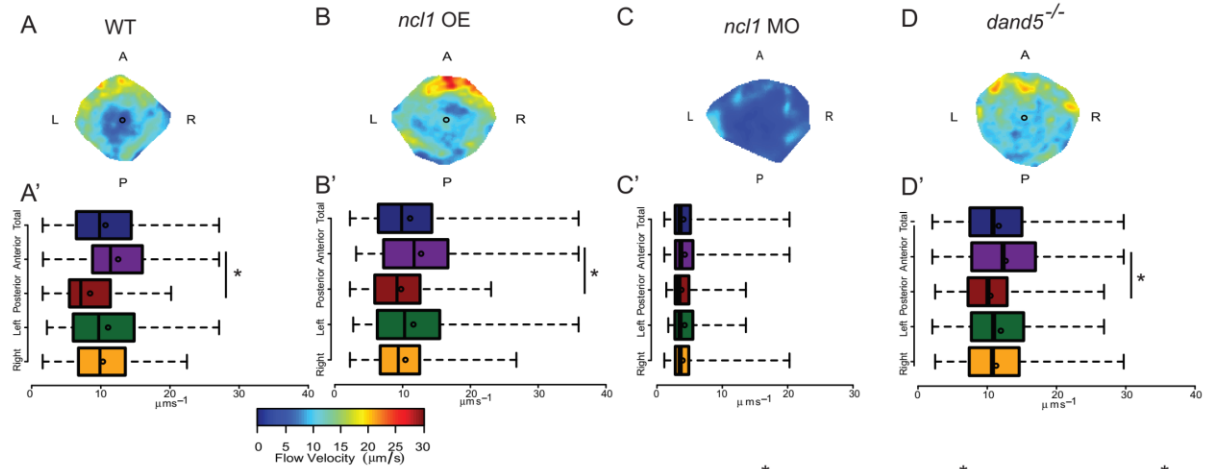 A
WT
A
L
R
P
B
ncl1 OE
A
L
R
P
C
ncl1 MO
A
L
R
P
D
dand5-/-
A
L
R
A'
Total
Anterior
Posterior
Left
Right
*
0 10 20 30 40
μms−1
B'
Total
Anterior
Posterior
Left
Right
*
0 10 20 30 40
μms−1
C'
Total
Anterior
Posterior
Left
Right
0 10 20 30
μms−1
D'
Total
Anterior
Posterior
Left
Right
*
0 10 20 30 40
μms−1
0 5 10 15 20 25 30
Flow Velocity (μm/s)
* * *